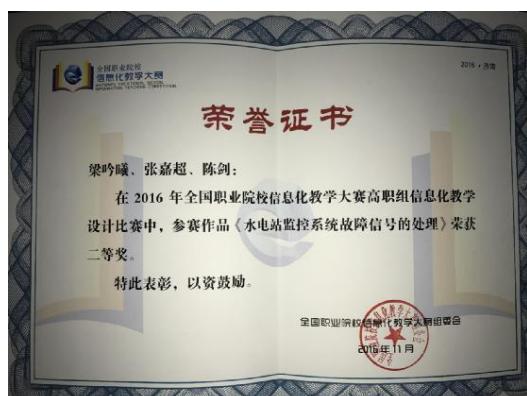 全国职业院校
信息化教学大赛
2016·济南
荣誉证书
梁吟曦、张嘉超、陈剑：
在 2016 年全国职业院校信息化教学大赛高职组信息化教学
设计比赛中，参赛作品《水电站监控系统故障信号的处理》荣获
二等奖。
特此表彰，以资鼓励。
全国职业院校信息化教学大赛组委会
2016年11月